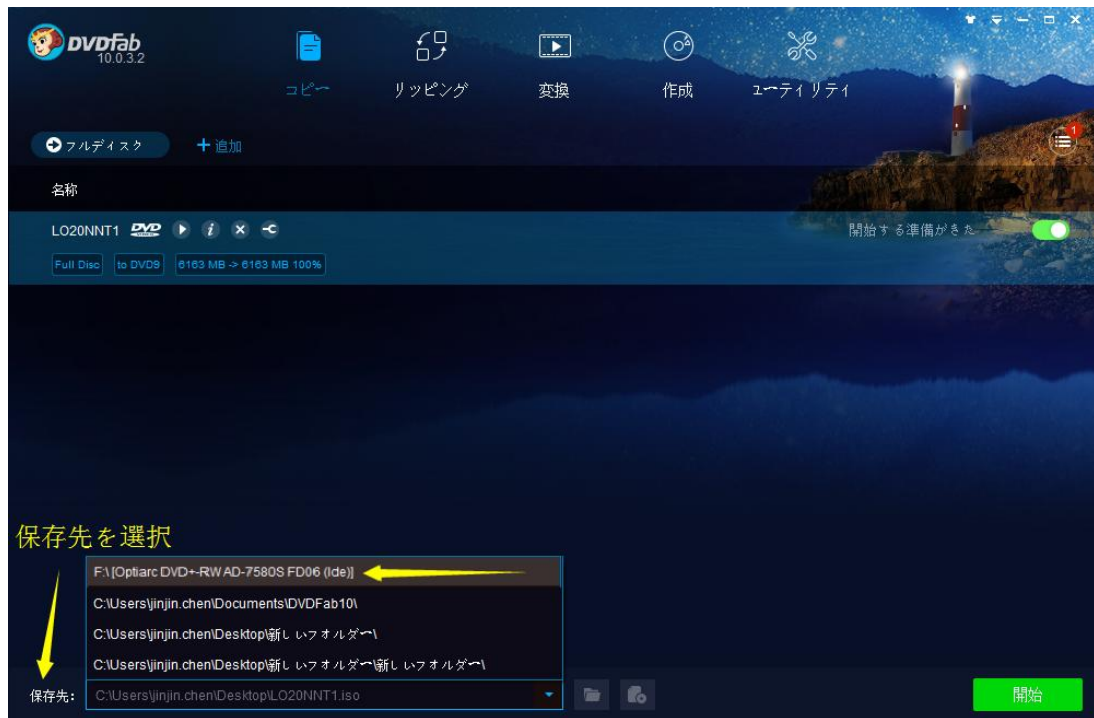 DVDFab
10.0.3.2
コピー
リッピング
変換
作成
ユーティリティ
フルディスク
+ 追加
1
名称
LO20NNT1 DVD
開始する準備がきた
Full Disc
to DVD9
6163 MB -> 6163 MB 100%
保存先を選択
F:\ [Optiarc DVD+-RW AD-7580S FD06 (Ide)]
C:\Users\jinjin.chen\Documents\DVDFab10\
C:\Users\jinjin.chen\Desktop\新しいフォルダー\
C:\Users\jinjin.chen\Desktop\新しいフォルダー\新しいフォルダー\
保存先:
C:\Users\jinjin.chen\Desktop\LO20NNT1.iso
開始